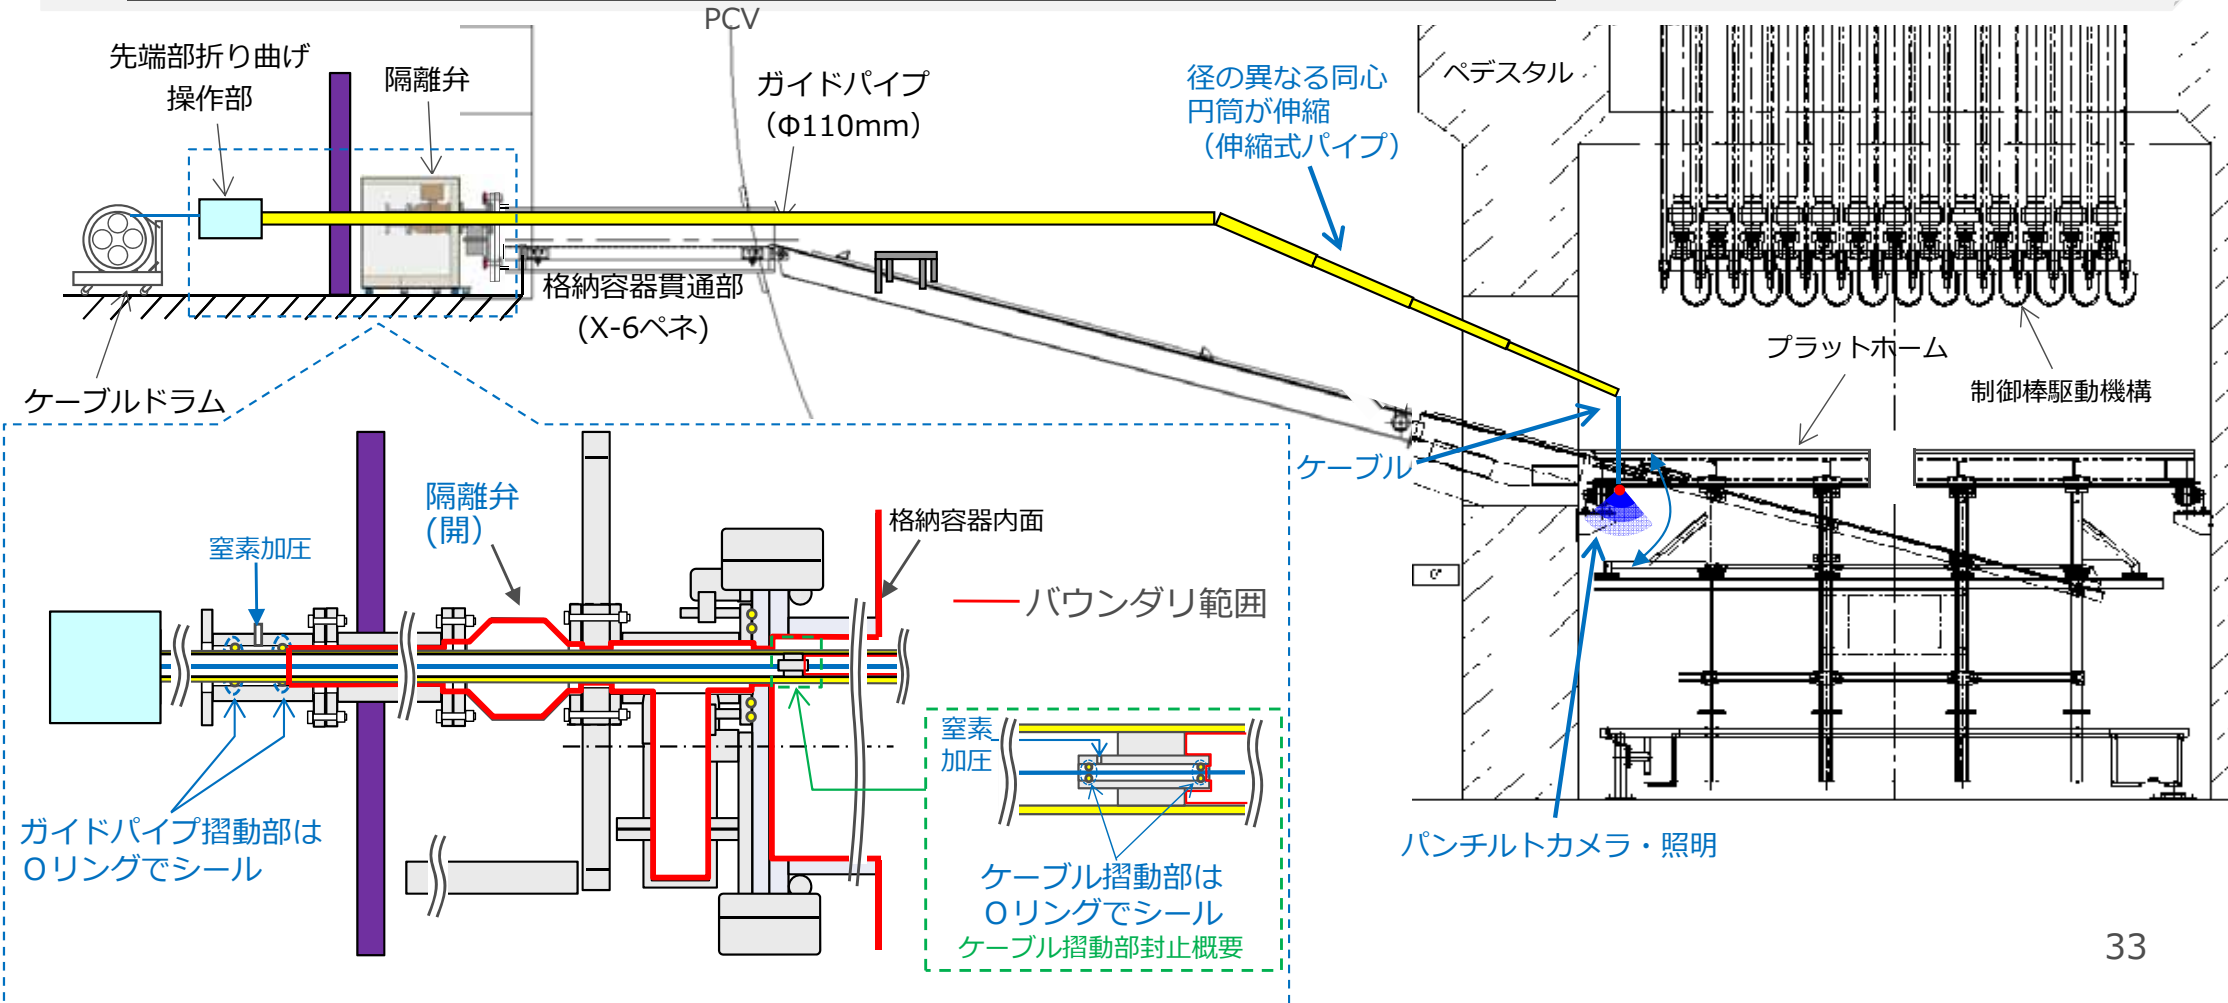 PCV
先端部折り曲げ
操作部
隔離弁
ガイドパイプ
（Φ110mm）
径の異なる同心
円筒が伸縮
（伸縮式パイプ）
ペデスタル
格納容器貫通部
(X-6ペネ)
プラットホーム
制御棒駆動機構
ケーブルドラム
ケーブル
隔離弁
(開）
窒素加圧
格納容器内面
バウンダリ範囲
窒素
加圧
ガイドパイプ摺動部は
Ｏリングでシール
ケーブル摺動部は
Ｏリングでシール
ケーブル摺動部封止概要
パンチルトカメラ・照明
33